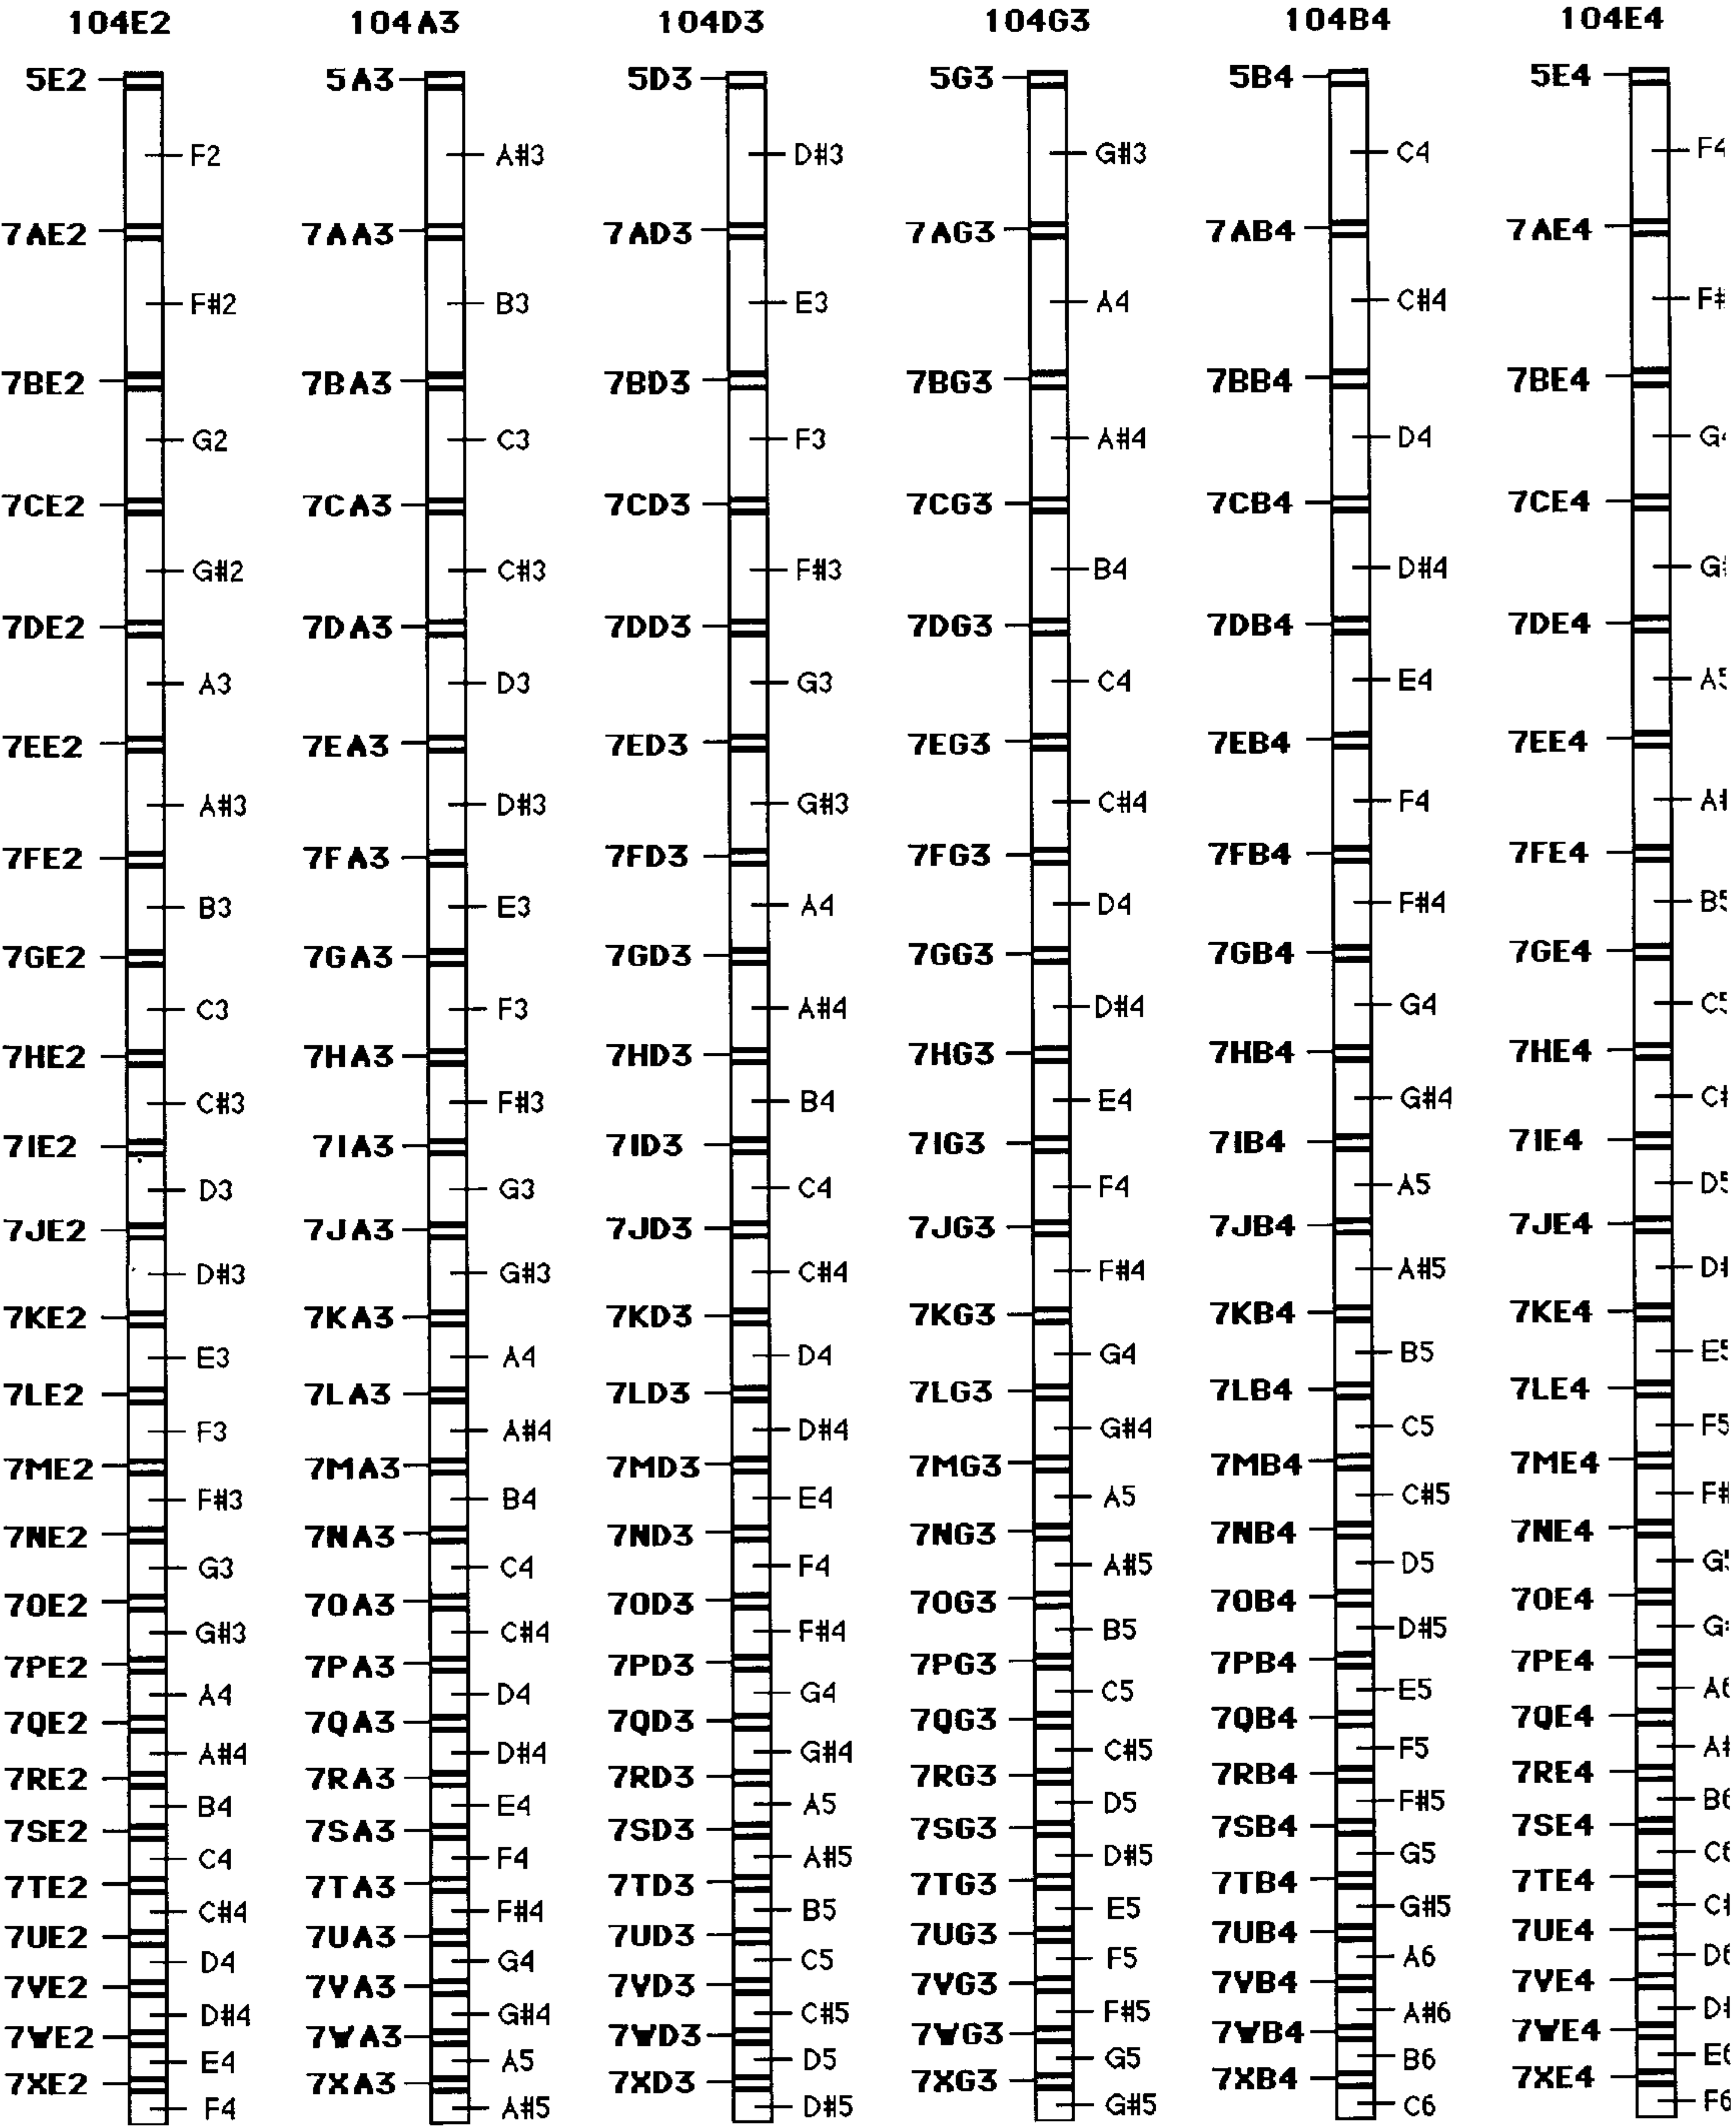 104E2 104A3 104D3 104G3 104B4 104E4
5E2 5A3 5D3 5G3 5B4 5E4
F2 A#3 D#3 G#3 C4 F4
7AE2 7AA3 7AD3 7AG3 7AB4 7AE4
F#2 B3 E3 A4 C#4 F#
7BE2 7BA3 7BD3 7BG3 7BB4 7BE4
G2 C3 F3 A#4 D4 G4
7CE2 7CA3 7CD3 7CG3 7CB4 7CE4
G#2 C#3 F#3 B4 D#4 G#
7DE2 7DA3 7DD3 7DG3 7DB4 7DE4
A3 D3 G3 C4 E4 A5
7EE2 7EA3 7ED3 7EG3 7EB4 7EE4
A#3 D#3 G#3 C#4 F4 A#
7FE2 7FA3 7FD3 7FG3 7FB4 7FE4
B3 E3 A4 D4 F#4 B5
7GE2 7GA3 7GD3 7GG3 7GB4 7GE4
C3 F3 A#4 D#4 G4 C5
7HE2 7HA3 7HD3 7HG3 7HB4 7HE4
C#3 F#3 B4 E4 G#4 C#
7IE2 7IA3 7ID3 7IG3 7IB4 7IE4
D3 G3 C4 F4 A5 D5
7JE2 7JA3 7JD3 7JG3 7JB4 7JE4
D#3 G#3 C#4 F#4 A#5 D#
7KE2 7KA3 7KD3 7KG3 7KB4 7KE4
E3 A4 D4 G4 B5 E5
7LE2 7LA3 7LD3 7LG3 7LB4 7LE4
F3 A#4 D#4 G#4 C5 F5
7ME2 7MA3 7MD3 7MG3 7MB4 7ME4
F#3 B4 E4 A5 C#5 F#
7NE2 7NA3 7ND3 7NG3 7NB4 7NE4
G3 C4 F4 A#5 D5 G5
7OE2 7OA3 7OD3 7OG3 7OB4 7OE4
G#3 C#4 F#4 B5 D#5 G#
7PE2 7PA3 7PD3 7PG3 7PB4 7PE4
A4 D4 G4 C5 E5 A6
7QE2 7QA3 7QD3 7QG3 7QB4 7QE4
A#4 D#4 G#4 C#5 F5 A#
7RE2 7RA3 7RD3 7RG3 7RB4 7RE4
B4 E4 A5 D5 F#5 B6
7SE2 7SA3 7SD3 7SG3 7SB4 7SE4
C4 F4 A#5 D#5 G5 C6
7TE2 7TA3 7TD3 7TG3 7TB4 7TE4
C#4 F#4 B5 E5 G#5 C#
7UE2 7UA3 7UD3 7UG3 7UB4 7UE4
D4 G4 C5 F5 A6 D6
7VE2 7VA3 7VD3 7VG3 7VB4 7VE4
D#4 G#4 C#5 F#5 A#6 D#
7WE2 7WA3 7WD3 7WG3 7WB4 7WE4
E4 A5 D5 G5 B6 E6
7XE2 7XA3 7XD3 7XG3 7XB4 7XE4
F4 A#5 D#5 G#5 C6 F6